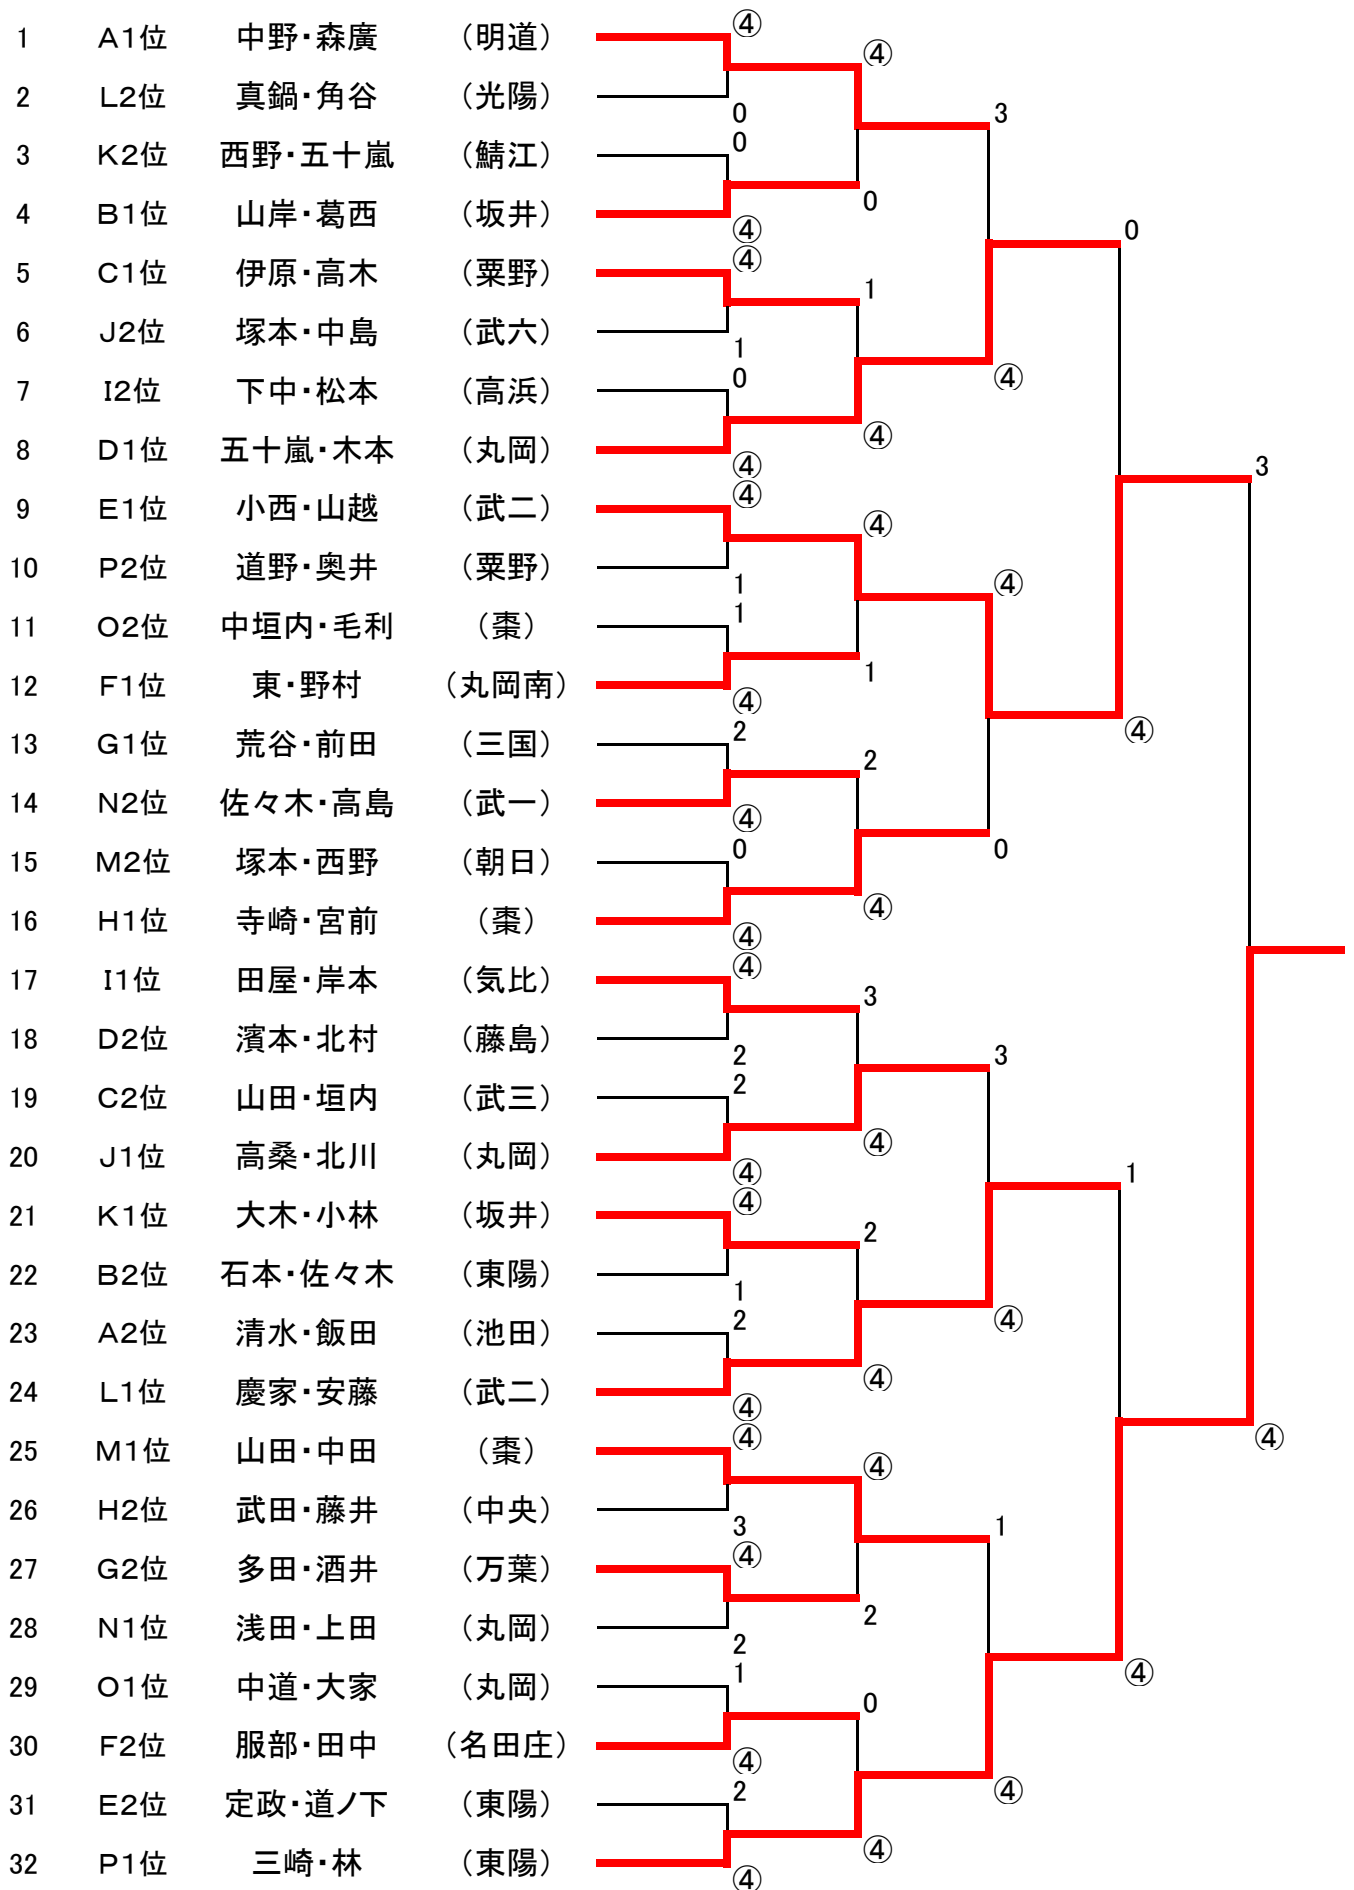 1 A1位 中野・森廣 （明道） ④
④
2 L2位 真鍋・角谷 （光陽）
0 3
3 K2位 西野・五十嵐 （鯖江） 0
0
4 B1位 山岸・葛西 （坂井） ④ 0
5 C1位 伊原・高木 （粟野） ④
1
6 J2位 塚本・中島 （武六） 1
7 I2位 下中・松本 （高浜） 0 ④
④
8 D1位 五十嵐・木本 （丸岡） ④ 3
9 E1位 小西・山越 （武二） ④
④
10 P2位 道野・奥井 （粟野） 1 ④
11 O2位 中垣内・毛利 （棗） 1
1
12 F1位 東・野村 （丸岡南） ④
13 G1位 荒谷・前田 （三国） 2 ④
2
14 N2位 佐々木・高島 （武一） ④
15 M2位 塚本・西野 （朝日） 0 0
④
16 H1位 寺崎・宮前 （棗） ④
17 I1位 田屋・岸本 （気比） ④
3
18 D2位 濱本・北村 （藤島） 2 3
19 C2位 山田・垣内 （武三） 2
④
20 J1位 高桑・北川 （丸岡） ④ 1
21 K1位 大木・小林 （坂井） ④
2
22 B2位 石本・佐々木 （東陽） 1
23 A2位 清水・飯田 （池田） 2 ④
④
24 L1位 慶家・安藤 （武二） ④
25 M1位 山田・中田 （棗） ④ ④
④
26 H2位 武田・藤井 （中央） 3 1
27 G2位 多田・酒井 （万葉） ④
2
28 N1位 浅田・上田 （丸岡） 2
29 O1位 中道・大家 （丸岡） 1 ④
0
30 F2位 服部・田中 （名田庄） ④
31 E2位 定政・道ノ下 （東陽） 2 ④
④
32 P1位 三崎・林 （東陽） ④